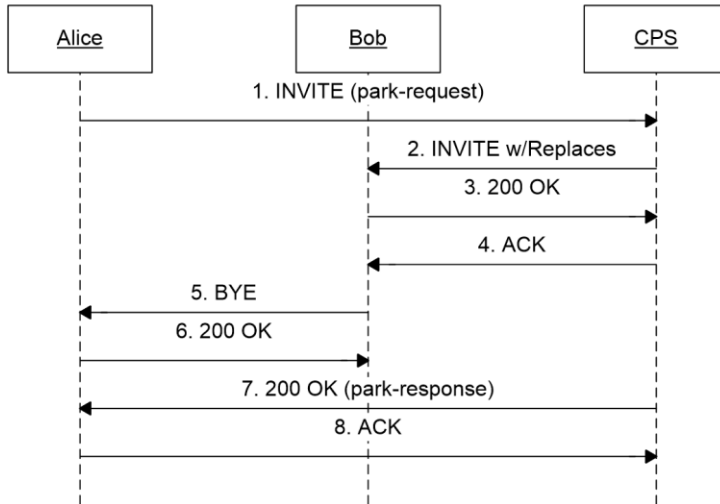 Alice
Bob
CPS
1. INVITE (park-request)
2. INVITE w/Replaces
3. 200 OK
4. ACK
5. BYE
6. 200 OK
7. 200 OK (park-response)
8. ACK